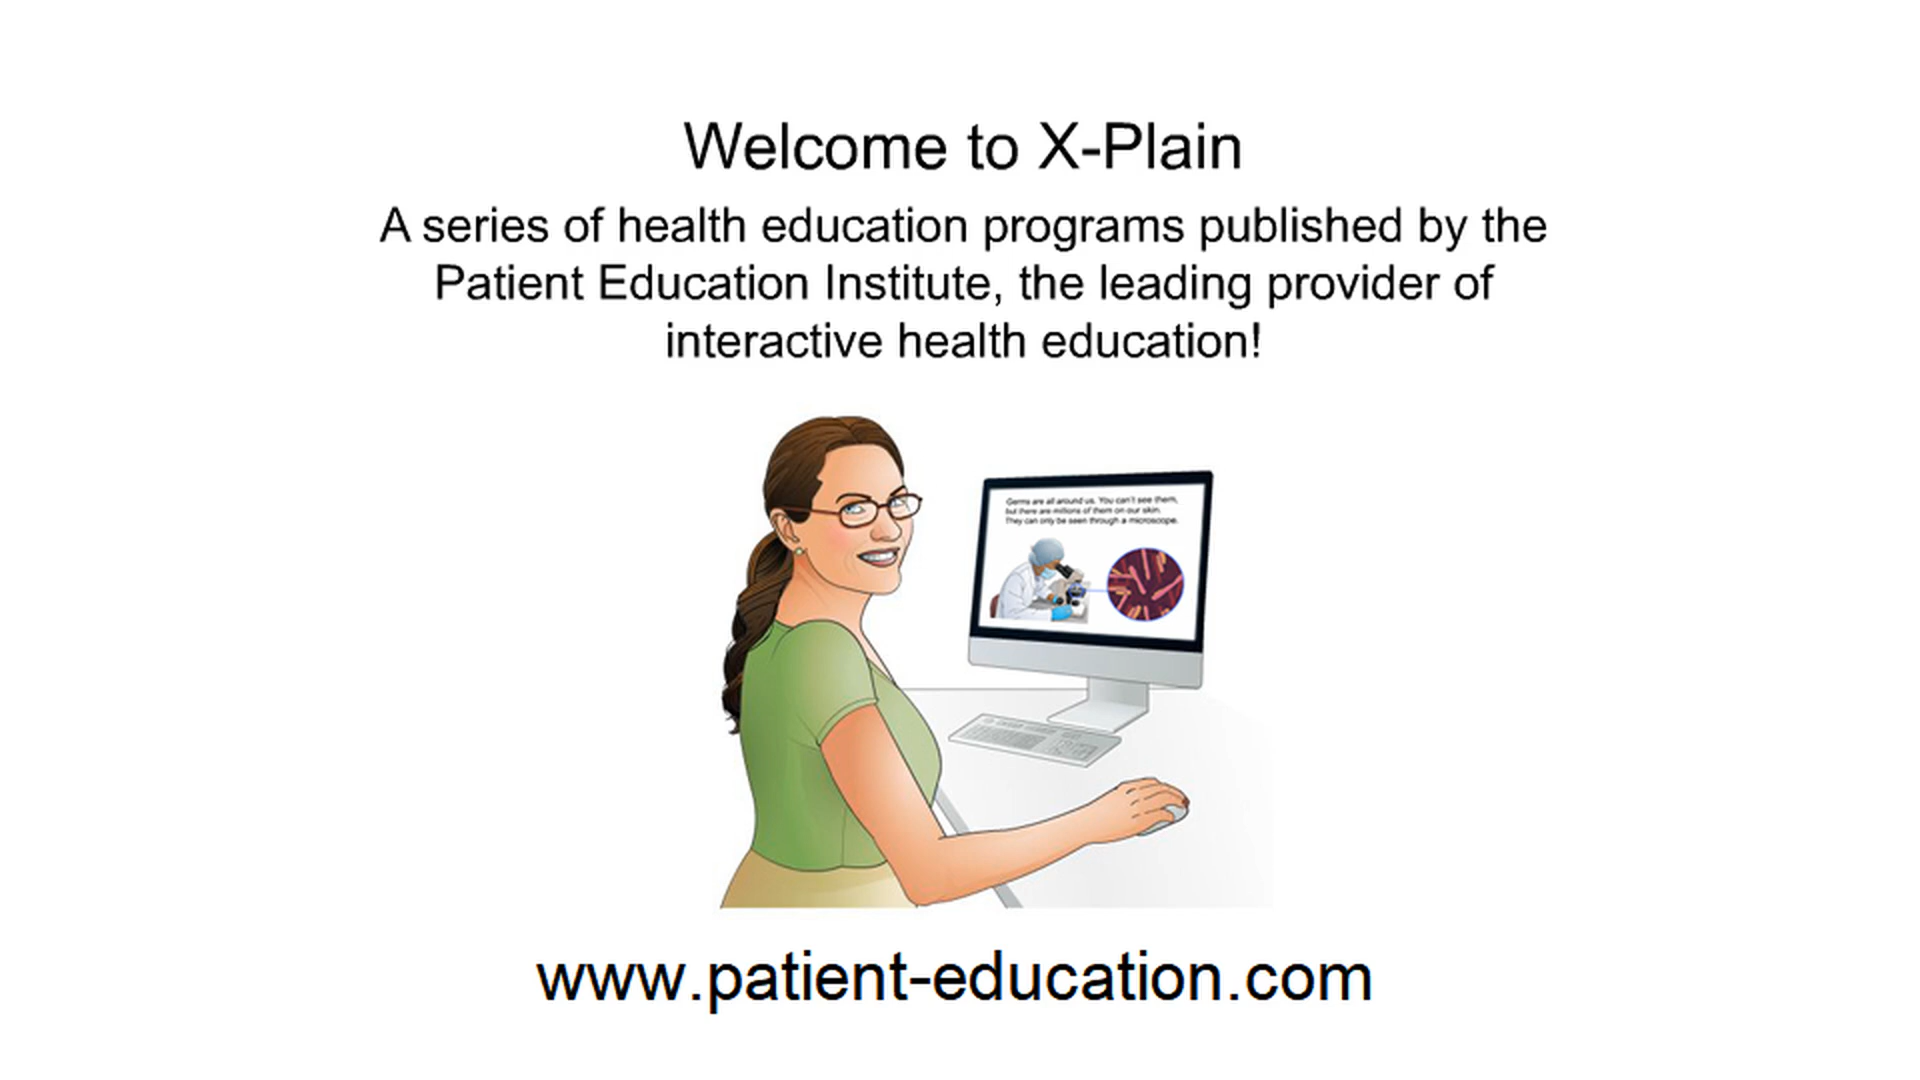 Welcome to X-Plain
A series of health education programs published by the
Patient Education Institute, the leading provider of
interactive health education!
Germs are all around us. You can't see them,
but there are millions of them on our skin.
They can only be seen through a microscope.
www.patient-education.com